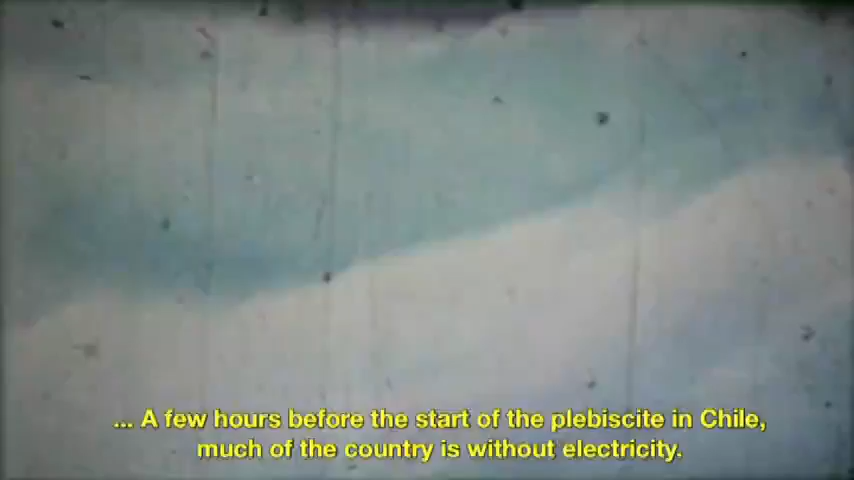 ... A few hours before the start of the plebiscite in Chile,
much of the country is without electricity.